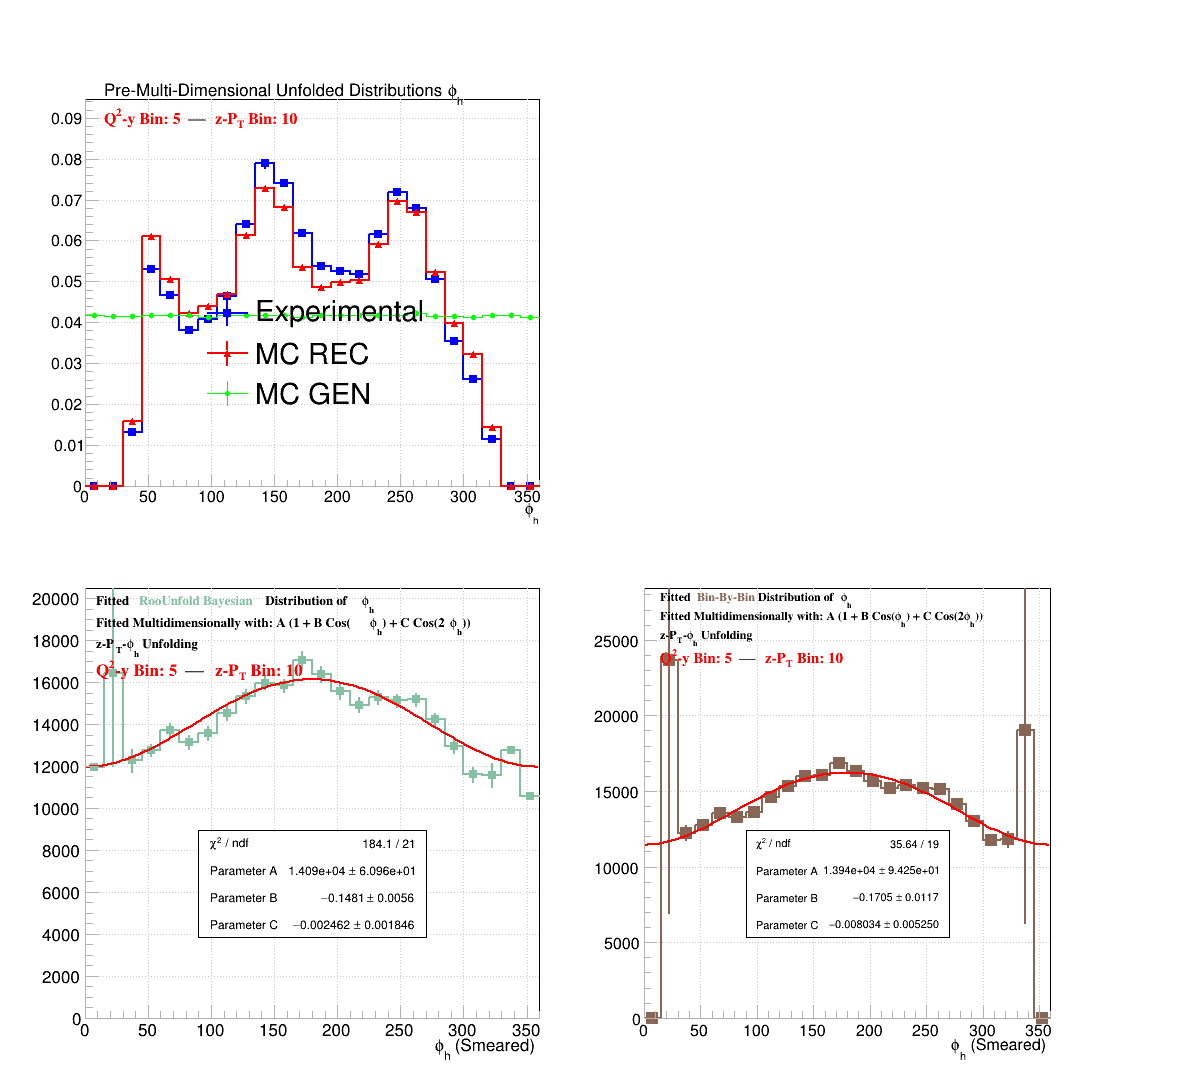 Pre-Multi-Dimensional Unfolded Distributions ϕh
Q²-y Bin: 5 — z-PT Bin: 10
0.09
0.08
0.07
0.06
0.05
0.04
0.03
0.02
0.01
0
Experimental
MC REC
MC GEN
0 50 100 150 200 250 300 350
ϕh
Fitted RooUnfold Bayesian Distribution of ϕh
Fitted Multidimensionally with: A (1 + B Cos( ϕh) + C Cos(2 ϕh))
z-PT-ϕh Unfolding
Q²-y Bin: 5 — z-PT Bin: 10
20000
18000
16000
14000
12000
10000
8000
6000
4000
2000
0
χ² / ndf 184.1 / 21
Parameter A 1.409e+04 ± 6.096e+01
Parameter B −0.1481 ± 0.0056
Parameter C −0.002462 ± 0.001846
0 50 100 150 200 250 300 350
ϕh (Smeared)
Fitted Bin-By-Bin Distribution of ϕh
Fitted Multidimensionally with: A (1 + B Cos(ϕh) + C Cos(2ϕh))
z-PT-ϕh Unfolding
Q²-y Bin: 5 — z-PT Bin: 10
25000
20000
15000
10000
5000
0
χ² / ndf 35.64 / 19
Parameter A 1.394e+04 ± 9.425e+01
Parameter B −0.1705 ± 0.0117
Parameter C −0.008034 ± 0.005250
0 50 100 150 200 250 300 350
ϕh (Smeared)